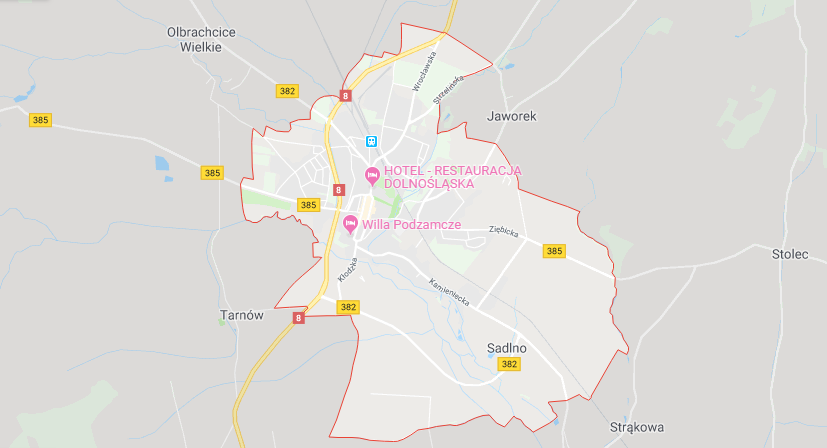 Olbrachcice
Wielkie
Wrocławska
Strzelińska
382
8
385
Jaworek
HOTEL - RESTAURACJA
DOLNOŚLĄSKA
385
8
385
Willa Podzamcze
Ziębicka
385
Stolec
Kłodzka
Kamieniecka
382
Tarnów
8
Sadlno
382
Strąkowa